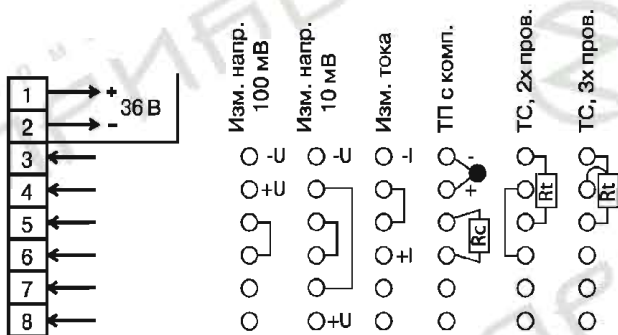 Изм. напр.
100 мВ
Изм. напр.
10 мВ
Изм. тока
ТП с комп.
ТС, 2х пров.
ТС, 3х пров.
1 + 36 В
2 -
3 -U -U -I -
4 +U +
5 Rc Rt Rt
6 +I
7
8 +U